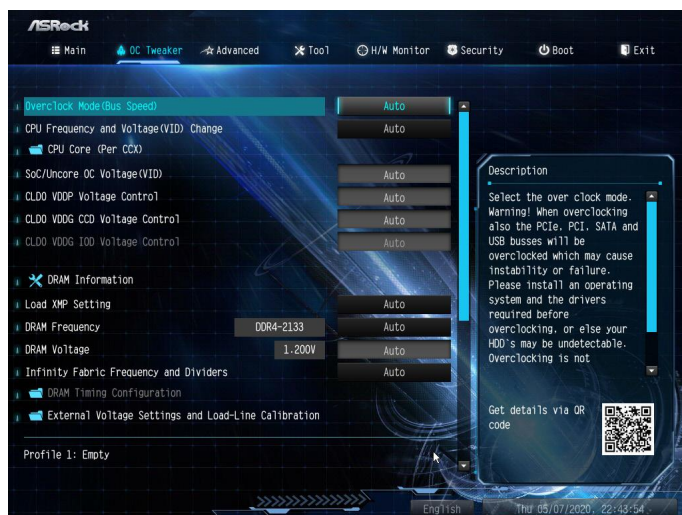 ASRock
Main OC Tweaker Advanced Tool H/W Monitor Security Boot Exit
Overclock Mode(Bus Speed) Auto
CPU Frequency and Voltage(VID) Change Auto
CPU Core (Per CCX)
SoC/Uncore OC Voltage(VID) Auto
CLDO VDDP Voltage Control Auto
CLDO VDDG CCD Voltage Control Auto
CLDO VDDG IOD Voltage Control Auto
DRAM Information
Load XMP Setting Auto
DRAM Frequency DDR4-2133 Auto
DRAM Voltage 1.200V Auto
Infinity Fabric Frequency and Dividers Auto
DRAM Timing Configuration
External Voltage Settings and Load-Line Calibration
Profile 1: Empty
Description
Select the over clock mode.
Warning! When overclocking
also the PCIe, PCI, SATA and
USB busses will be
overclocked which may cause
instability or failure.
Please install an operating
system and the drivers
required before
overclocking, or else your
HDD`s may be undetectable.
Overclocking is not
Get details via QR
code
English Thu 05/07/2020, 22:43:54